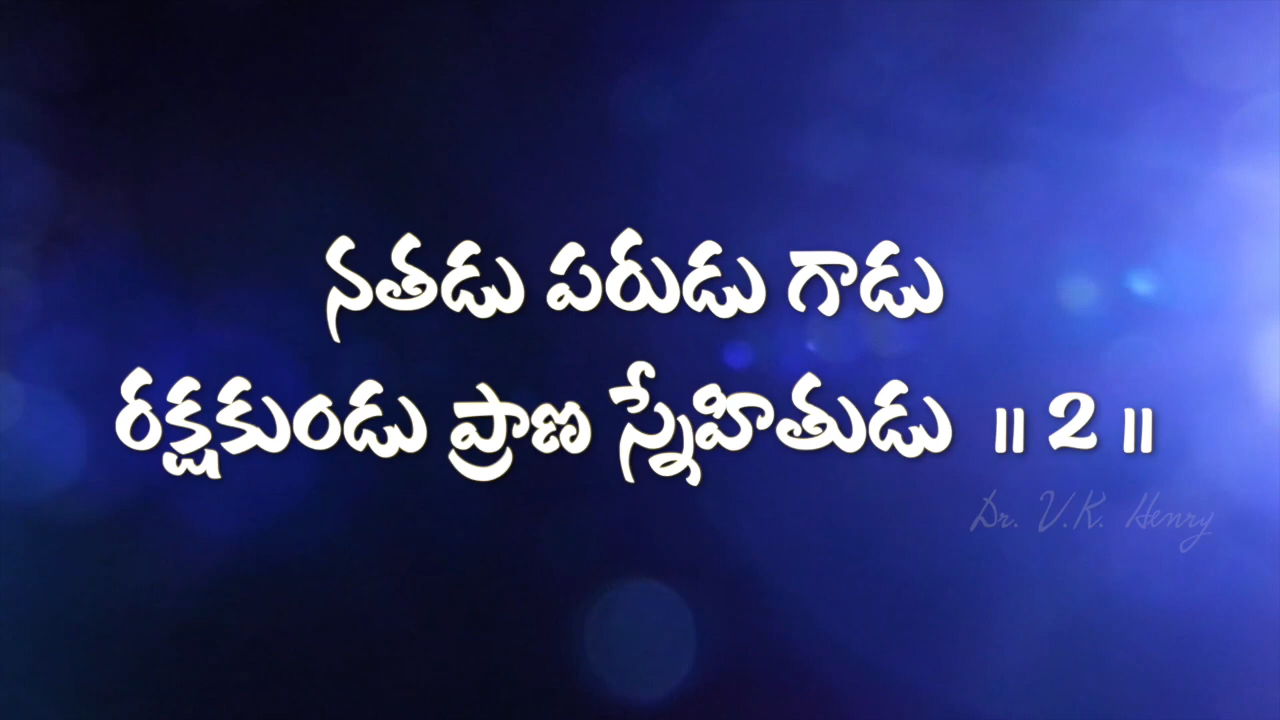 నతడు పరుడు గాడు
రక్షకుండు ప్రాణ స్నేహితుడు ॥ 2 ॥
Dr. V.K. Henry